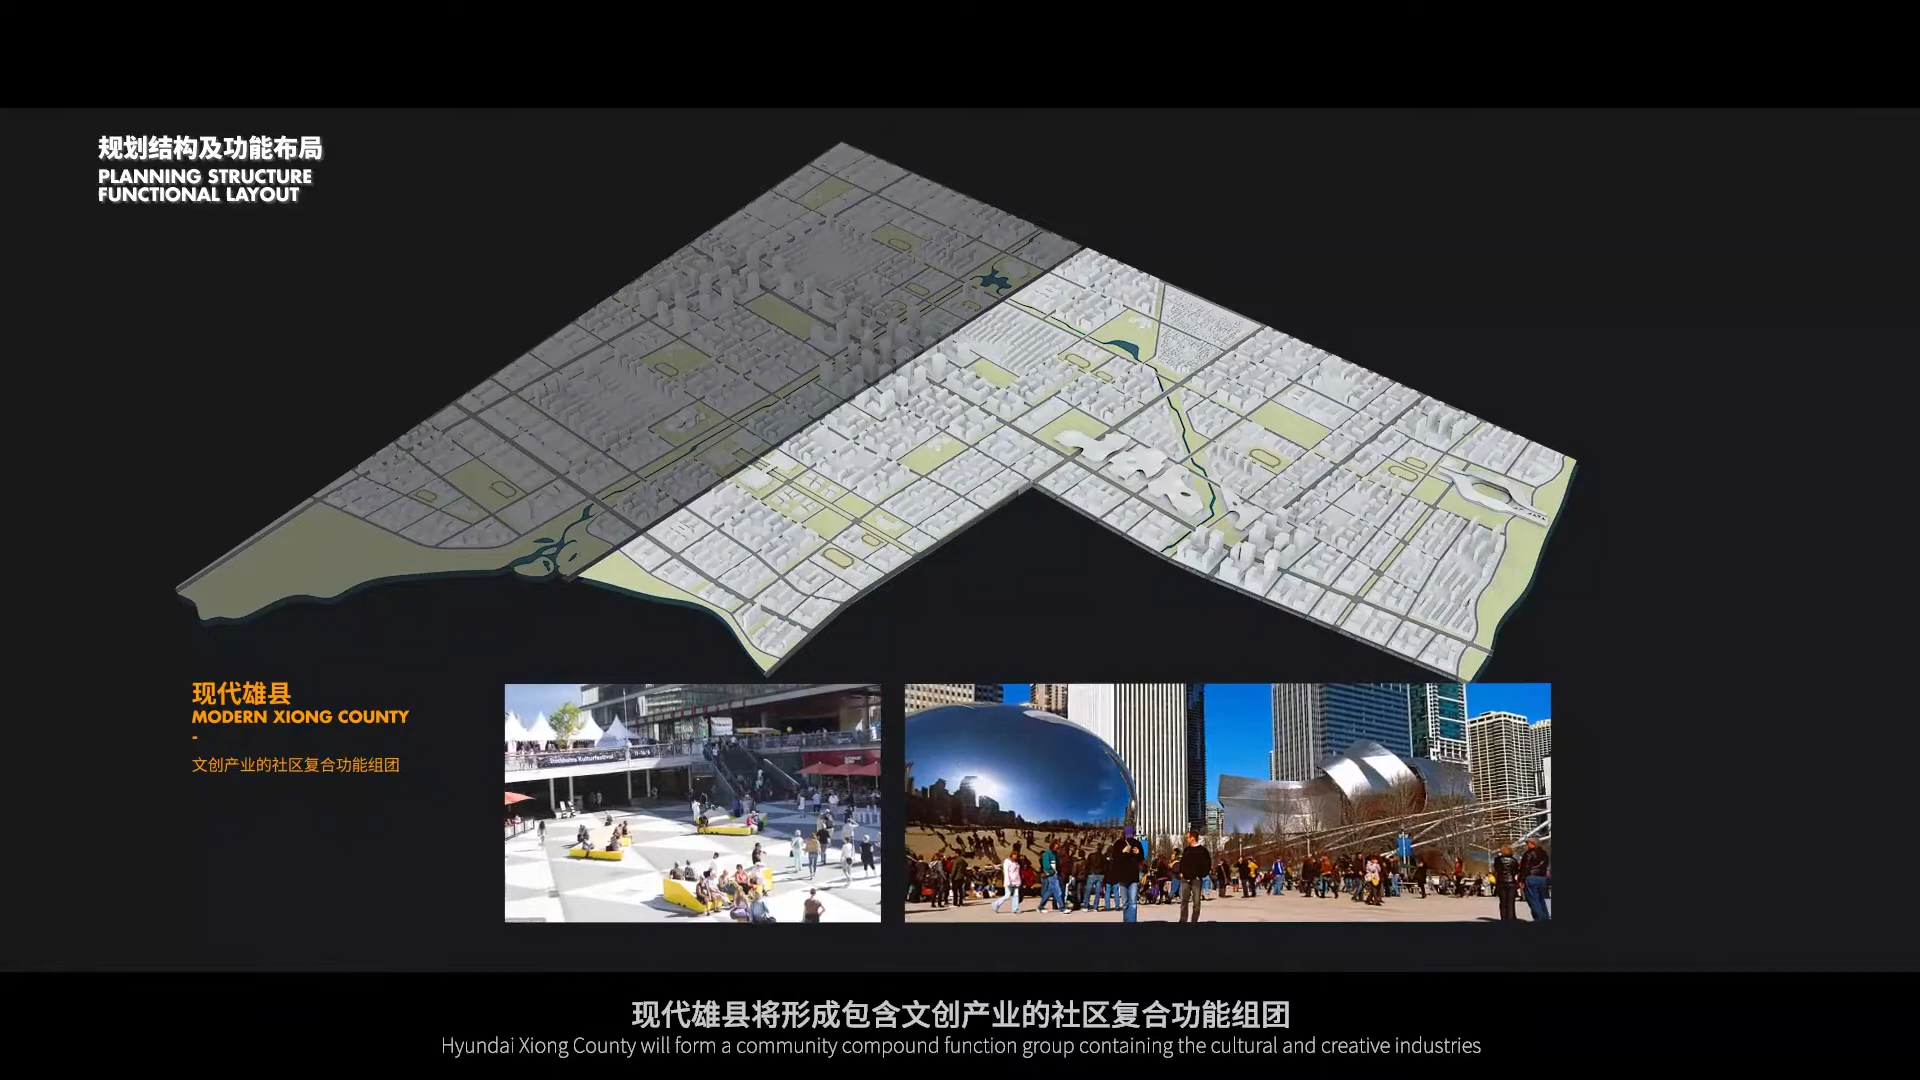 规划结构及功能布局
PLANNING STRUCTURE
FUNCTIONAL LAYOUT
现代雄县
MODERN XIONG COUNTY
-
文创产业的社区复合功能组团
Stockholms Kulturfestival
现代雄县将形成包含文创产业的社区复合功能组团
Hyundai Xiong County will form a community compound function group containing the cultural and creative industries